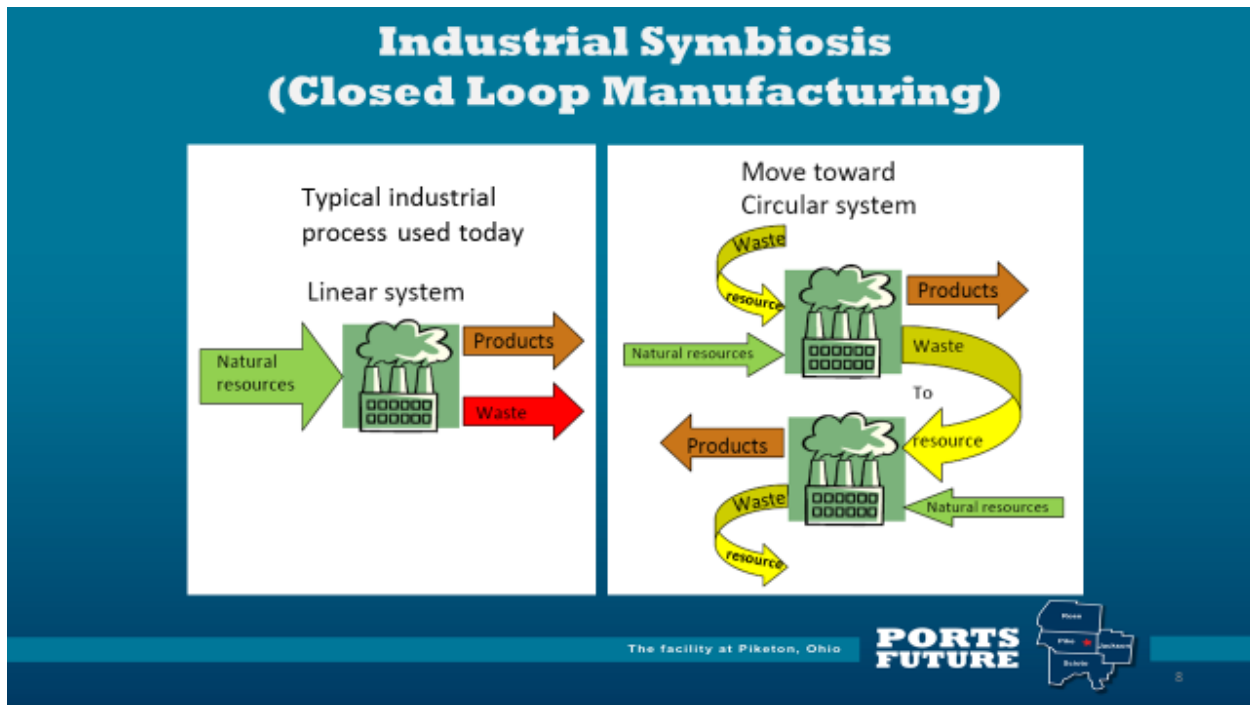 Industrial Symbiosis
(Closed Loop Manufacturing)
Typical industrial
process used today
Linear system
Natural
resources
Products
Waste
Move toward
Circular system
Waste
resource
Products
Natural resources
Waste
To
resource
Products
Waste
resource
Natural resources
The facility at Piketon, Ohio
PORTS
FUTURE
Ross
Pike
Jackson
Scioto
8